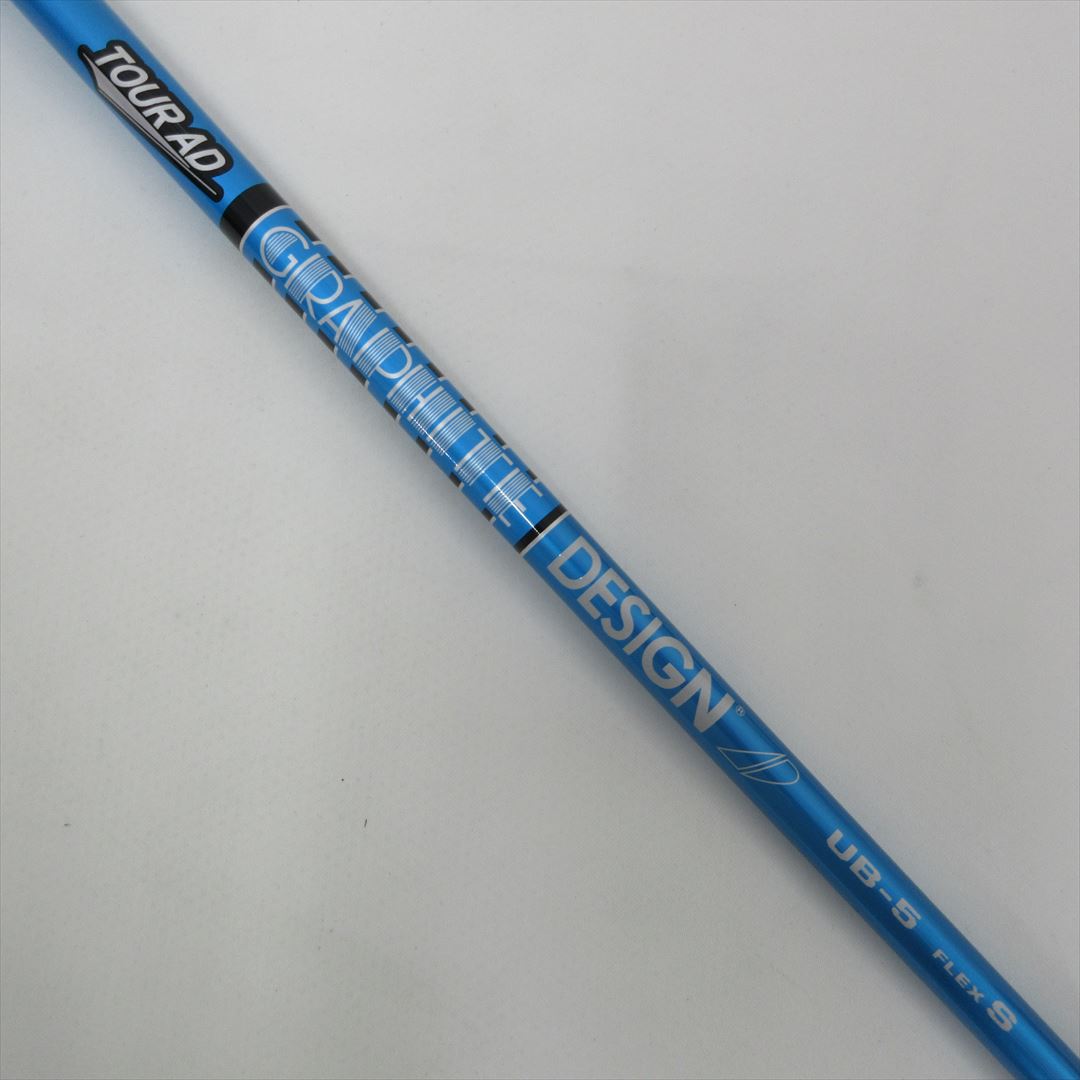 TOUR AD
GRAPHITE
DESIGN®
UB-5 FLEX S